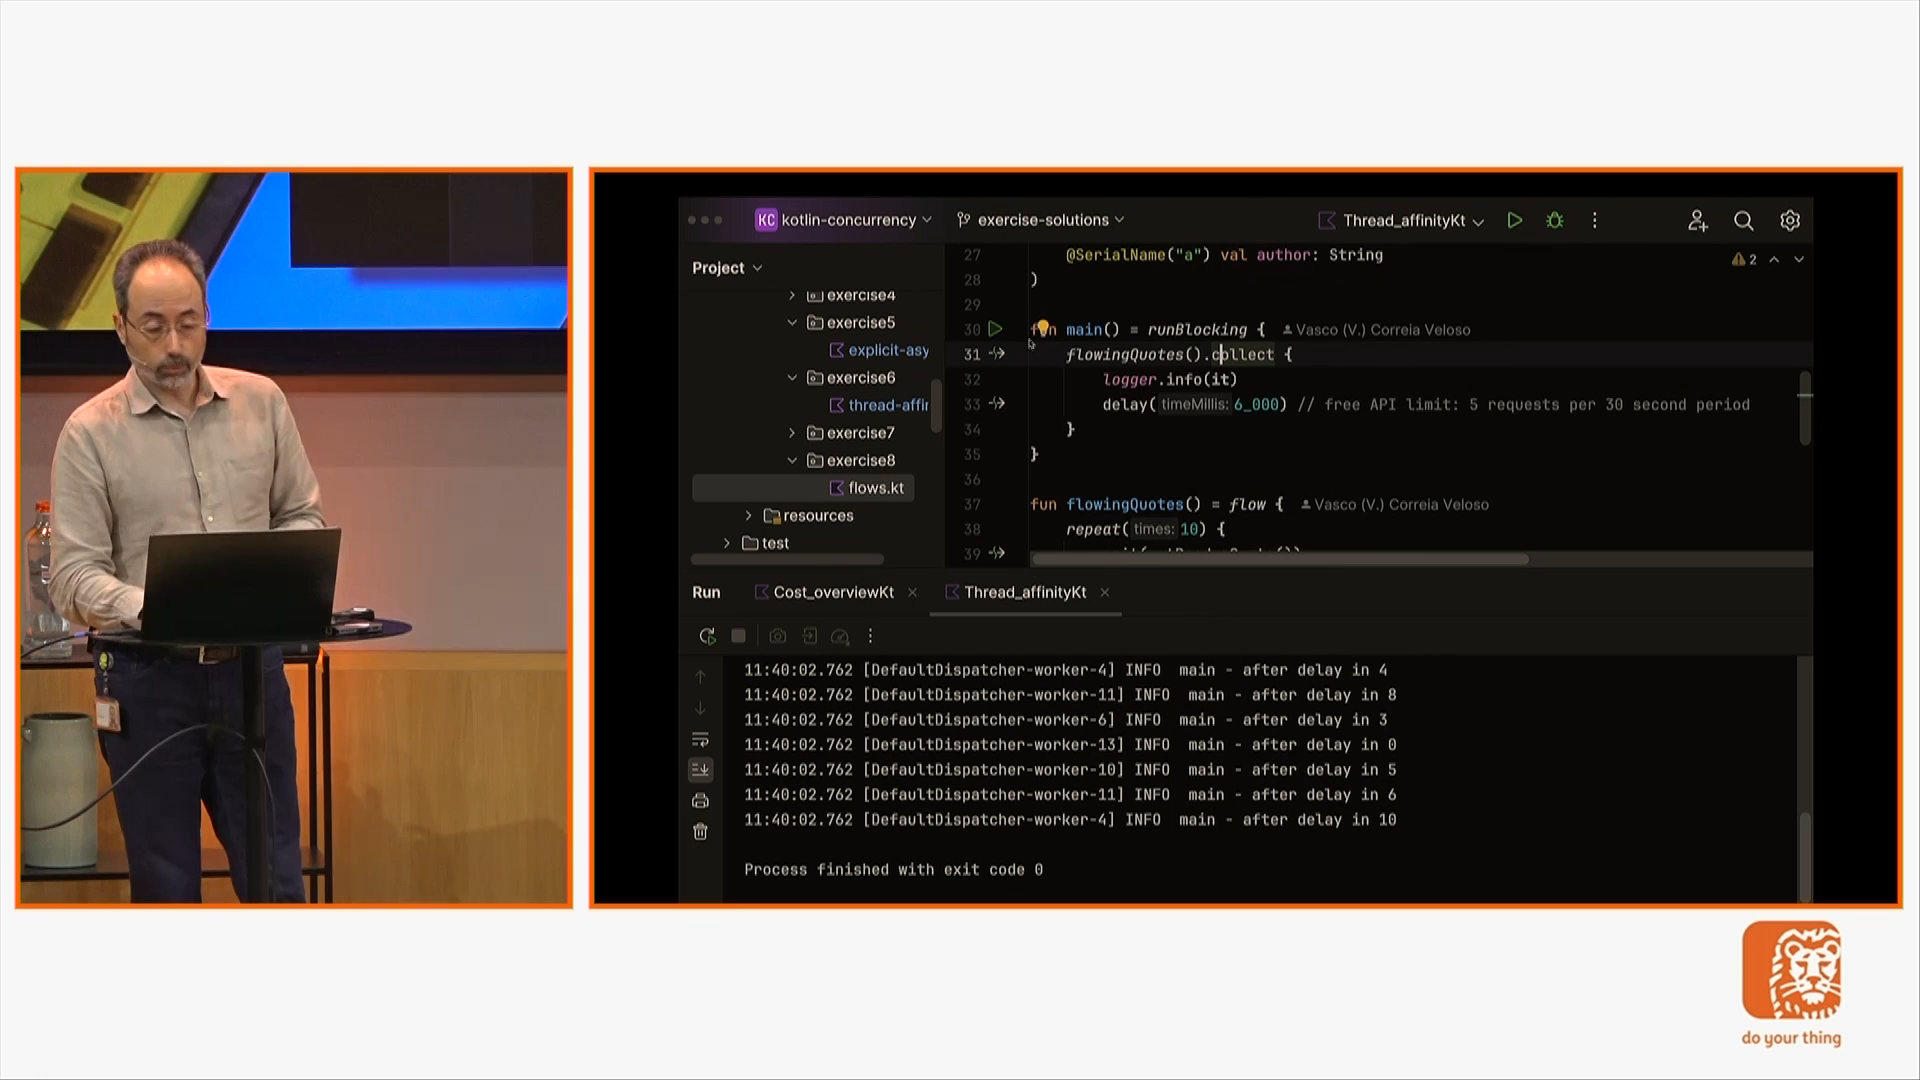 KC kotlin-concurrency
exercise-solutions
Thread_affinityKt
Project
exercise4
exercise5
explicit-asy
exercise6
thread-affin
exercise7
exercise8
flows.kt
resources
test
27 @SerialName("a") val author: String
2
28 )
29
30 fun main() = runBlocking { Vasco (V.) Correia Veloso
31 flowingQuotes().collect {
32 logger.info(it)
33 delay( timeMillis: 6_000) // free API limit: 5 requests per 30 second period
34 }
35 }
36
37 fun flowingQuotes() = flow { Vasco (V.) Correia Veloso
38 repeat( times: 10) {
39
Run Cost_overviewKt × Thread_affinityKt ×
11:40:02.762 [DefaultDispatcher-worker-4] INFO main - after delay in 4
11:40:02.762 [DefaultDispatcher-worker-11] INFO main - after delay in 8
11:40:02.762 [DefaultDispatcher-worker-6] INFO main - after delay in 3
11:40:02.762 [DefaultDispatcher-worker-13] INFO main - after delay in 0
11:40:02.762 [DefaultDispatcher-worker-10] INFO main - after delay in 5
11:40:02.762 [DefaultDispatcher-worker-11] INFO main - after delay in 6
11:40:02.762 [DefaultDispatcher-worker-4] INFO main - after delay in 10
Process finished with exit code 0
do your thing